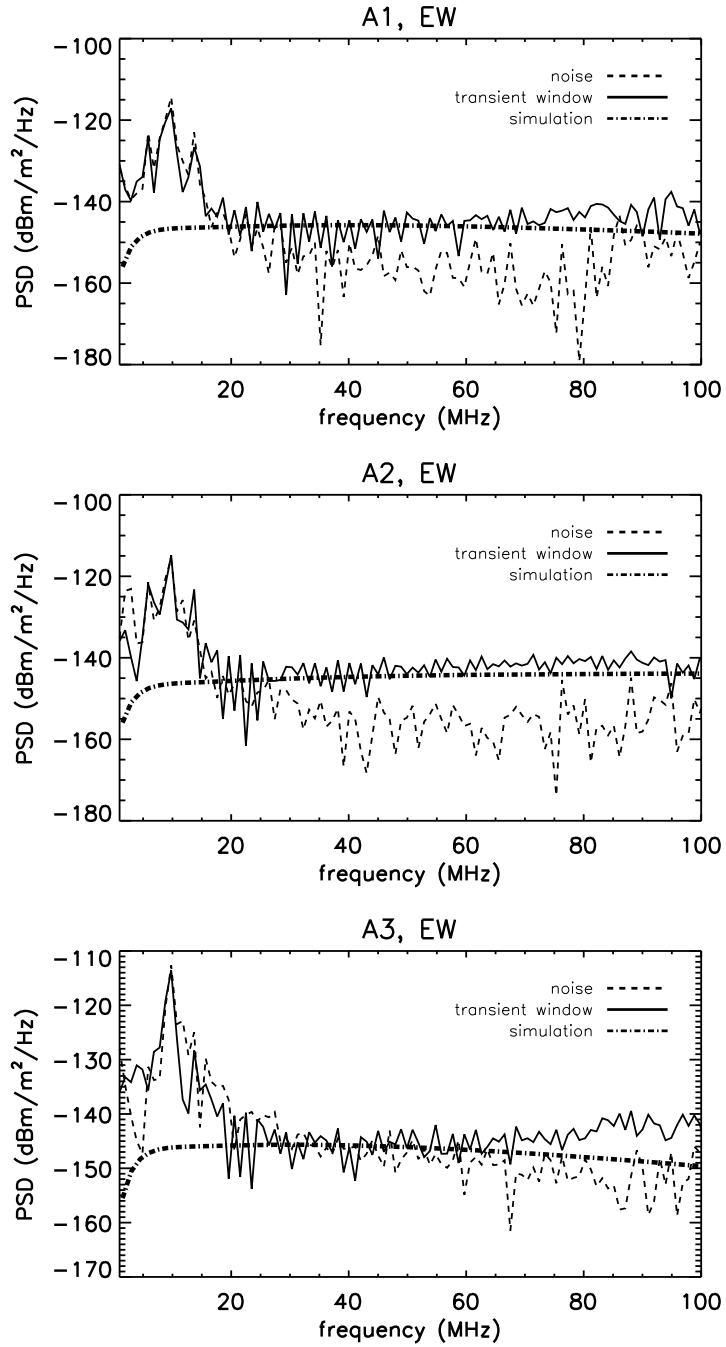 A1, EW
PSD (dBm/m²/Hz)
−100
−120
−140
−160
−180
noise
transient window
simulation
20 40 60 80 100
frequency (MHz)
A2, EW
PSD (dBm/m²/Hz)
−100
−120
−140
−160
−180
noise
transient window
simulation
20 40 60 80 100
frequency (MHz)
A3, EW
PSD (dBm/m²/Hz)
−110
−120
−130
−140
−150
−160
−170
noise
transient window
simulation
20 40 60 80 100
frequency (MHz)